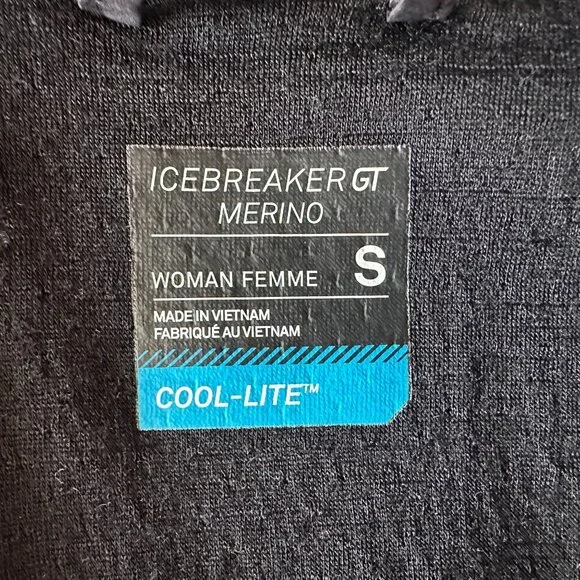 ICEBREAKER GT
MERINO
WOMAN FEMME S
MADE IN VIETNAM
FABRIQUÉ AU VIETNAM
COOL-LITE™